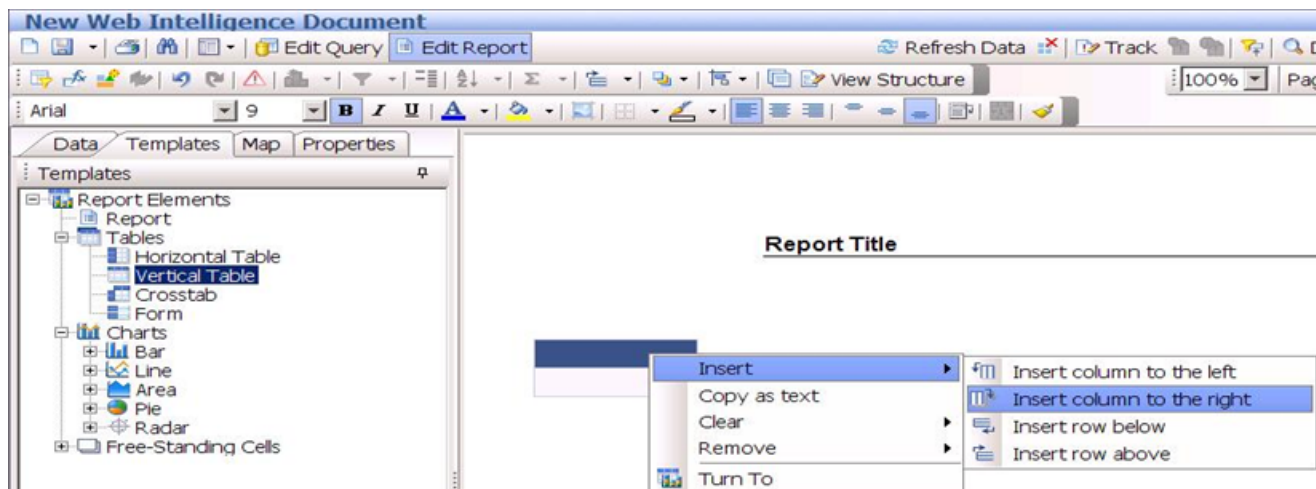 New Web Intelligence Document
Edit Query Edit Report Refresh Data Track
View Structure 100%
Arial 9 B I U A
Data Templates Map Properties
Templates
Report Elements
Report
Tables
Horizontal Table
Vertical Table
Crosstab
Form
Charts
Bar
Line
Area
Pie
Radar
Free-Standing Cells
Report Title
Insert
Copy as text
Clear
Remove
Turn To
Insert column to the left
Insert column to the right
Insert row below
Insert row above